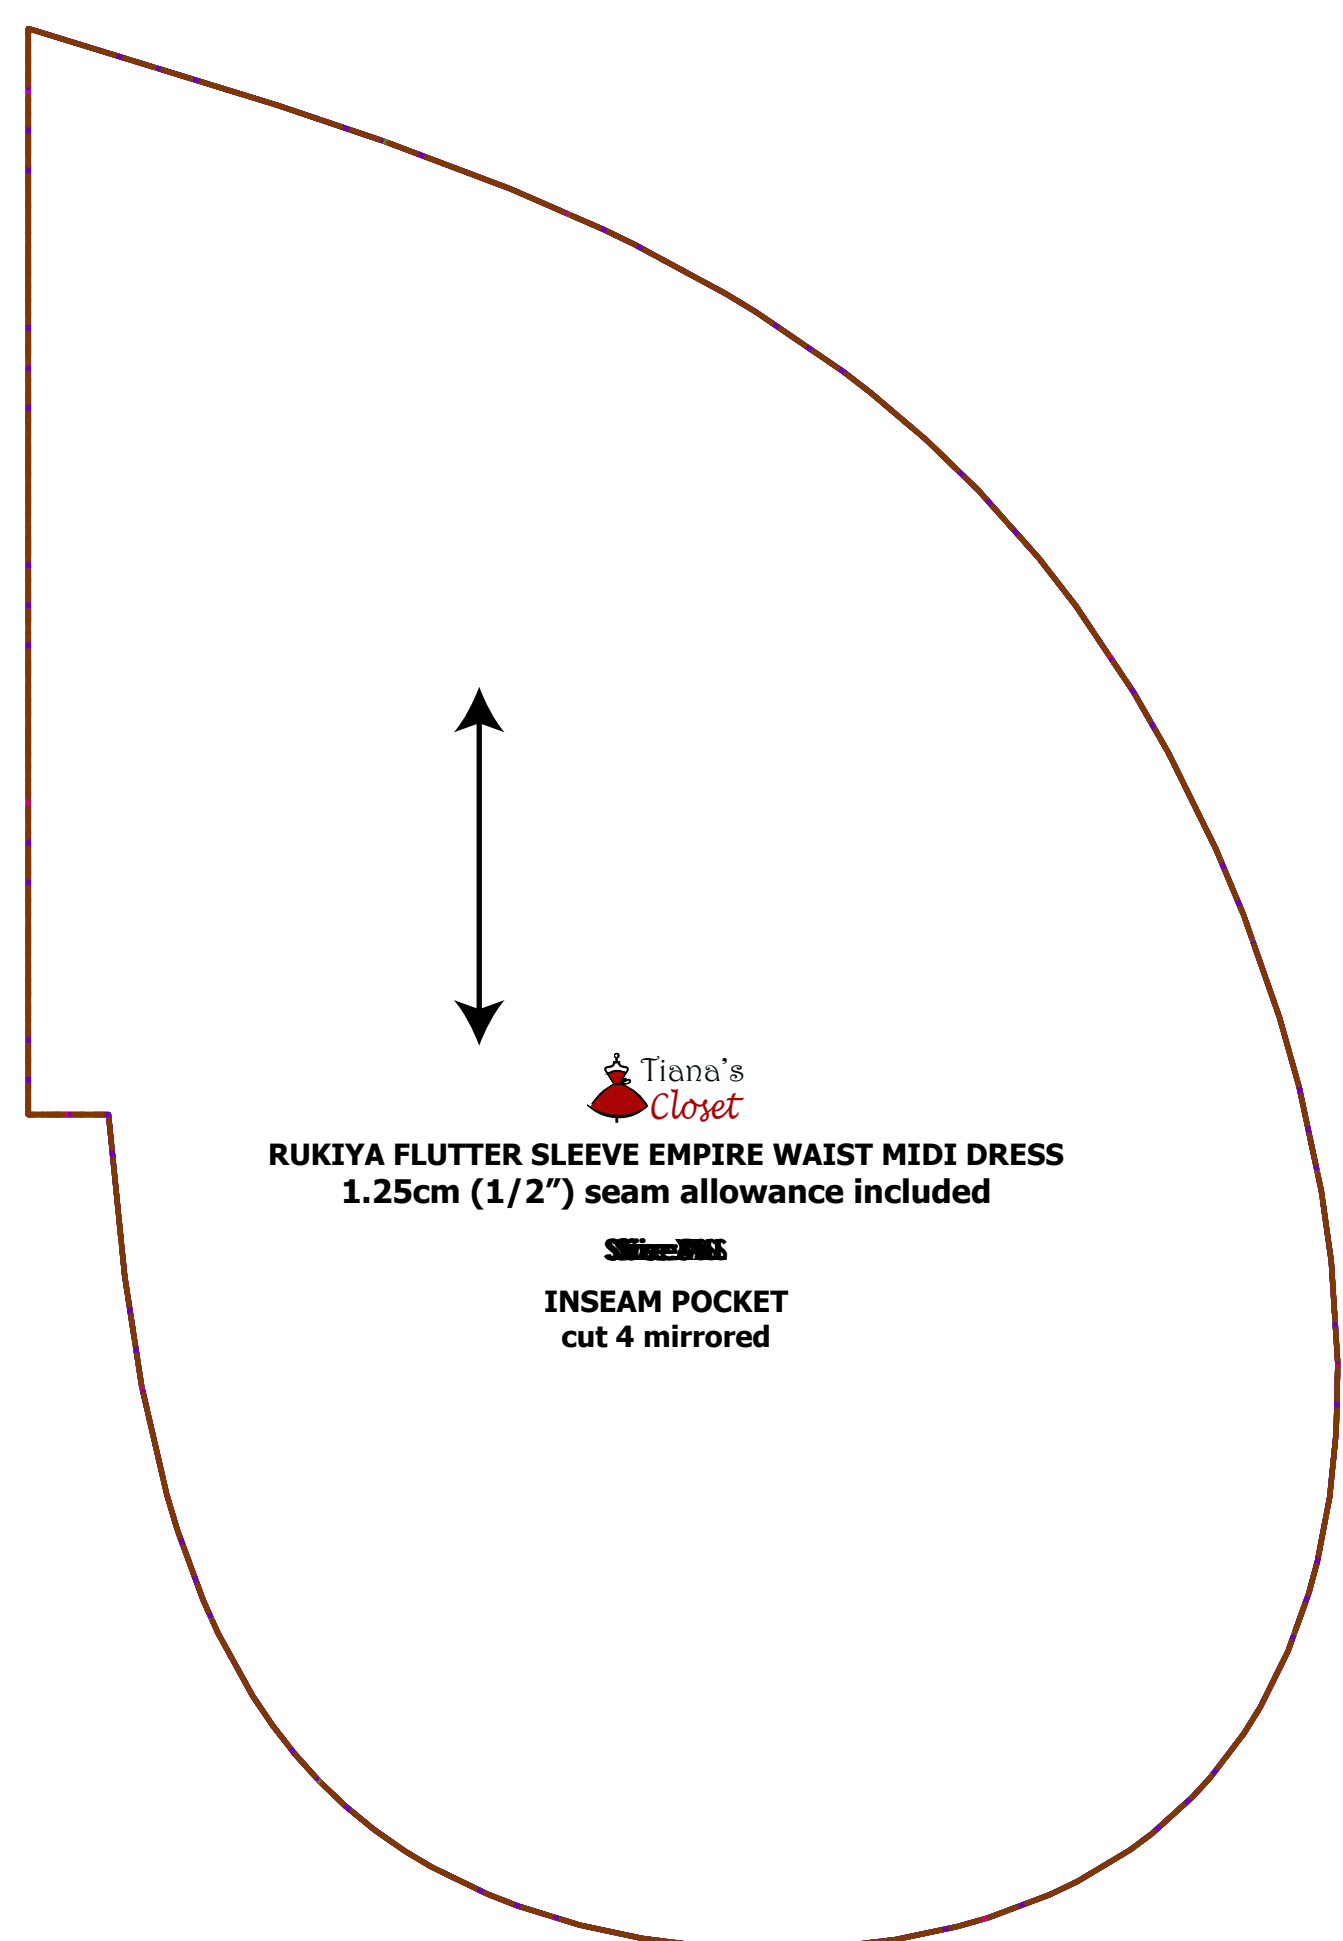 Tiana's
Closet
RUKIYA FLUTTER SLEEVE EMPIRE WAIST MIDI DRESS
1.25cm (1/2″) seam allowance included
INSEAM POCKET
cut 4 mirrored